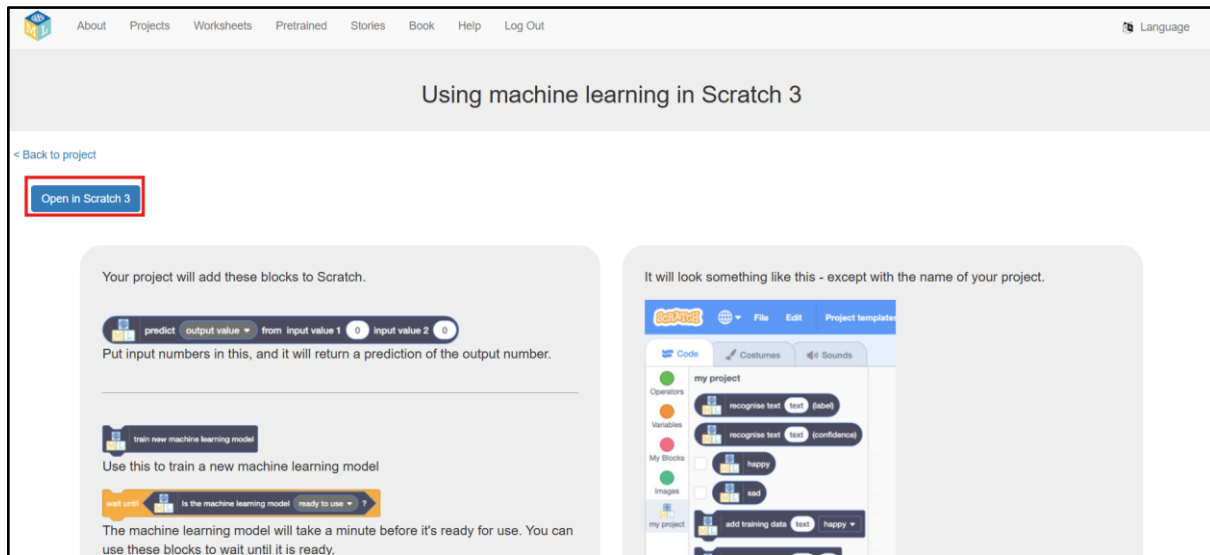 About Projects Worksheets Pretrained Stories Book Help Log Out Language
Using machine learning in Scratch 3
< Back to project
Open in Scratch 3
Your project will add these blocks to Scratch.
predict output value from input value 1 0 input value 2 0
Put input numbers in this, and it will return a prediction of the output number.
train new machine learning model
Use this to train a new machine learning model
wait until Is the machine learning model ready to use ?
The machine learning model will take a minute before it's ready for use. You can
use these blocks to wait until it is ready.
It will look something like this - except with the name of your project.
SCRATCH File Edit Project templates
Code Costumes Sounds
my project
Operators
recognise text text (label)
Variables
recognise text text (confidence)
My Blocks
happy
Images
sad
my project
add training data text happy